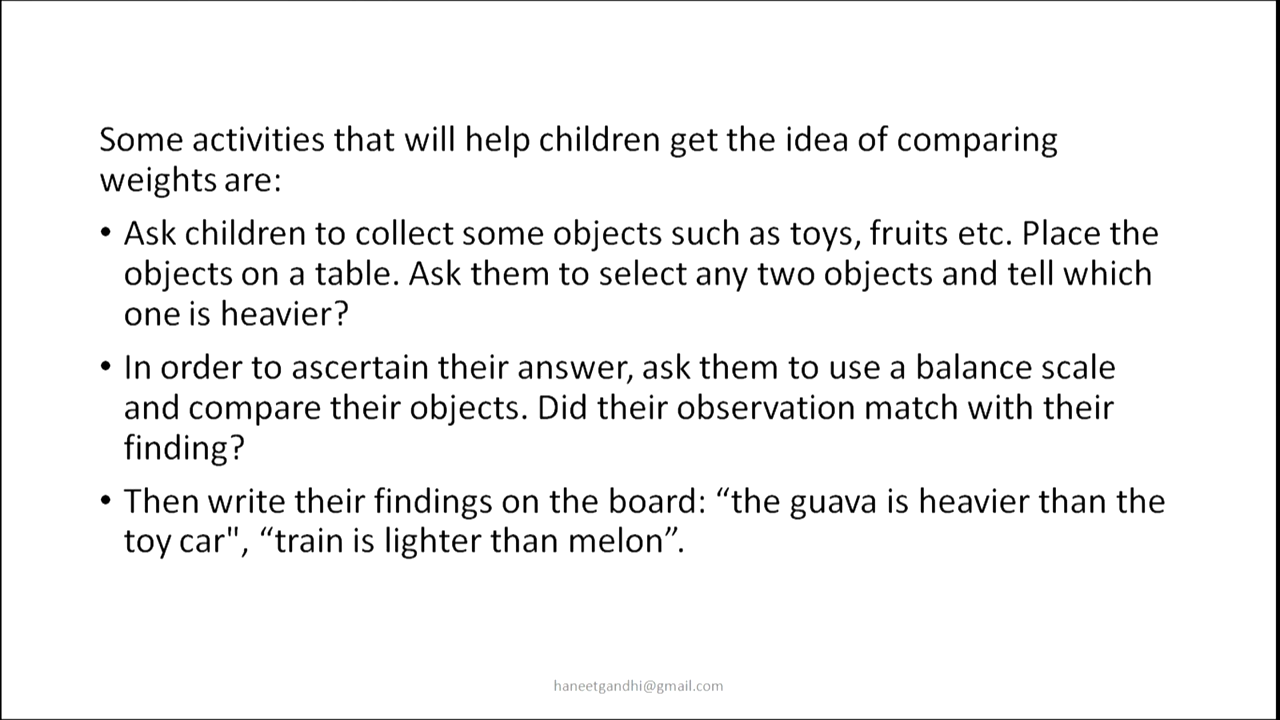 Some activities that will help children get the idea of comparing
weights are:
• Ask children to collect some objects such as toys, fruits etc. Place the
objects on a table. Ask them to select any two objects and tell which
one is heavier?
• In order to ascertain their answer, ask them to use a balance scale
and compare their objects. Did their observation match with their
finding?
• Then write their findings on the board: “the guava is heavier than the
toy car", “train is lighter than melon”.
haneetgandhi@gmail.com